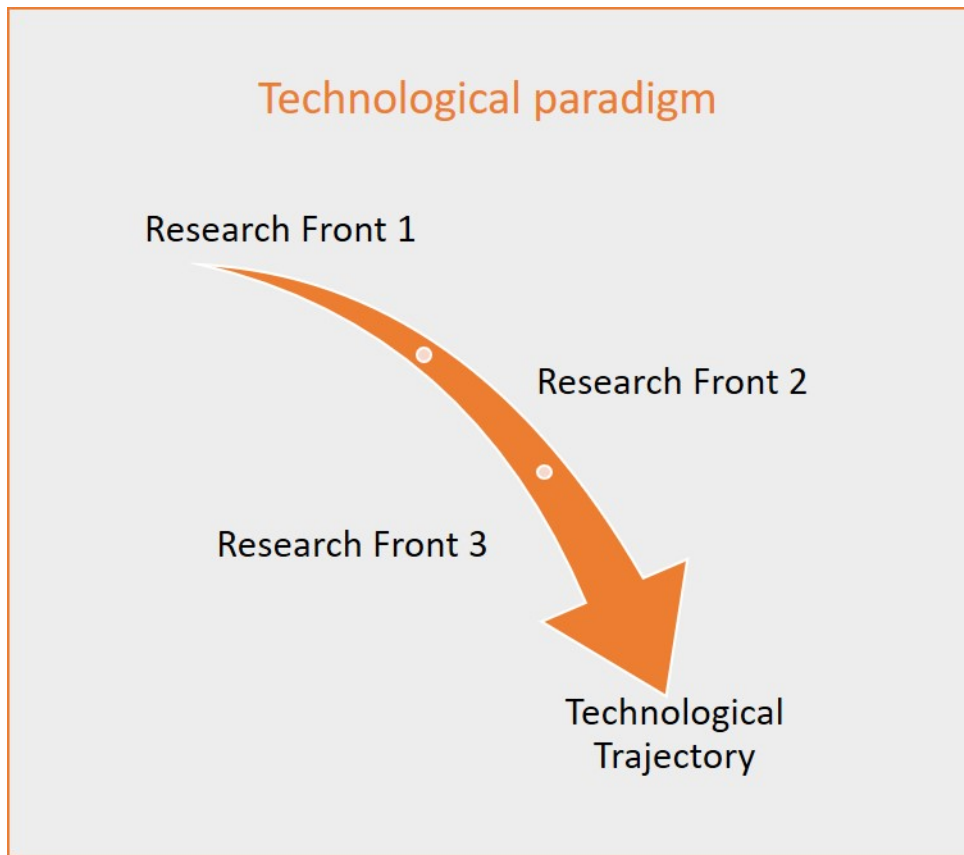 Technological paradigm
Research Front 1
Research Front 2
Research Front 3
Technological
Trajectory